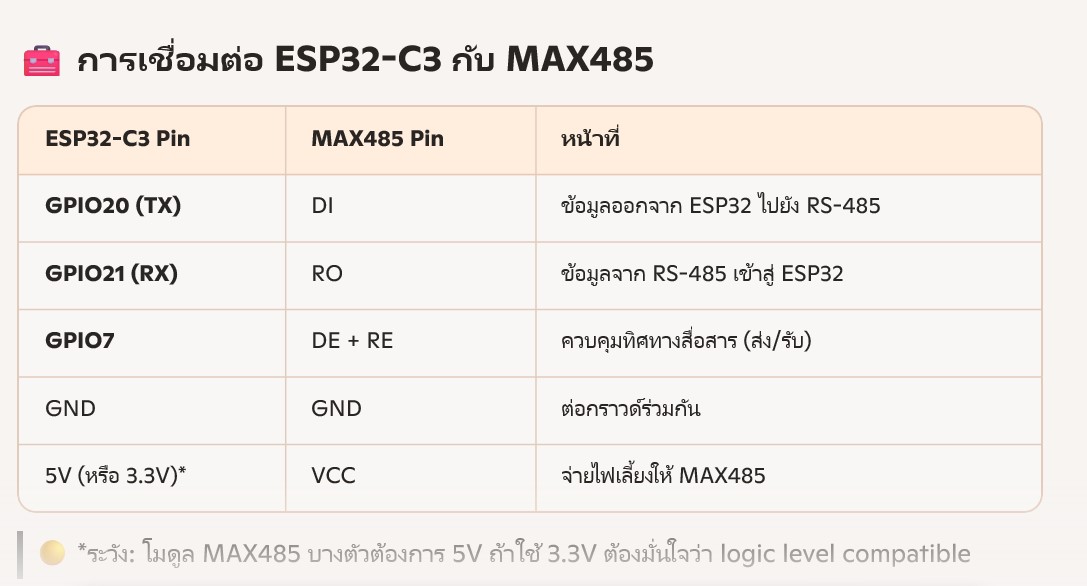 การเชื่อมต่อ ESP32-C3 กับ MAX485
ESP32-C3 Pin MAX485 Pin หน้าที่
GPIO20 (TX) DI ข้อมูลออกจาก ESP32 ไปยัง RS-485
GPIO21 (RX) RO ข้อมูลจาก RS-485 เข้าสู่ ESP32
GPIO7 DE + RE ควบคุมทิศทางสื่อสาร (ส่ง/รับ)
GND GND ต่อกราวด์ร่วมกัน
5V (หรือ 3.3V)* VCC จ่ายไฟเลี้ยงให้ MAX485
*ระวัง: โมดูล MAX485 บางตัวต้องการ 5V ถ้าใช้ 3.3V ต้องมั่นใจว่า logic level compatible